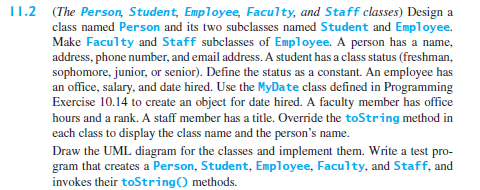 11.2 (The Person, Student, Employee, Faculty, and Staff classes) Design a
class named Person and its two subclasses named Student and Employee.
Make Faculty and Staff subclasses of Employee. A person has a name,
address, phone number, and email address. A student has a class status (freshman,
sophomore, junior, or senior). Define the status as a constant. An employee has
an office, salary, and date hired. Use the MyDate class defined in Programming
Exercise 10.14 to create an object for date hired. A faculty member has office
hours and a rank. A staff member has a title. Override the toString method in
each class to display the class name and the person's name.
Draw the UML diagram for the classes and implement them. Write a test pro-
gram that creates a Person, Student, Employee, Faculty, and Staff, and
invokes their toString() methods.